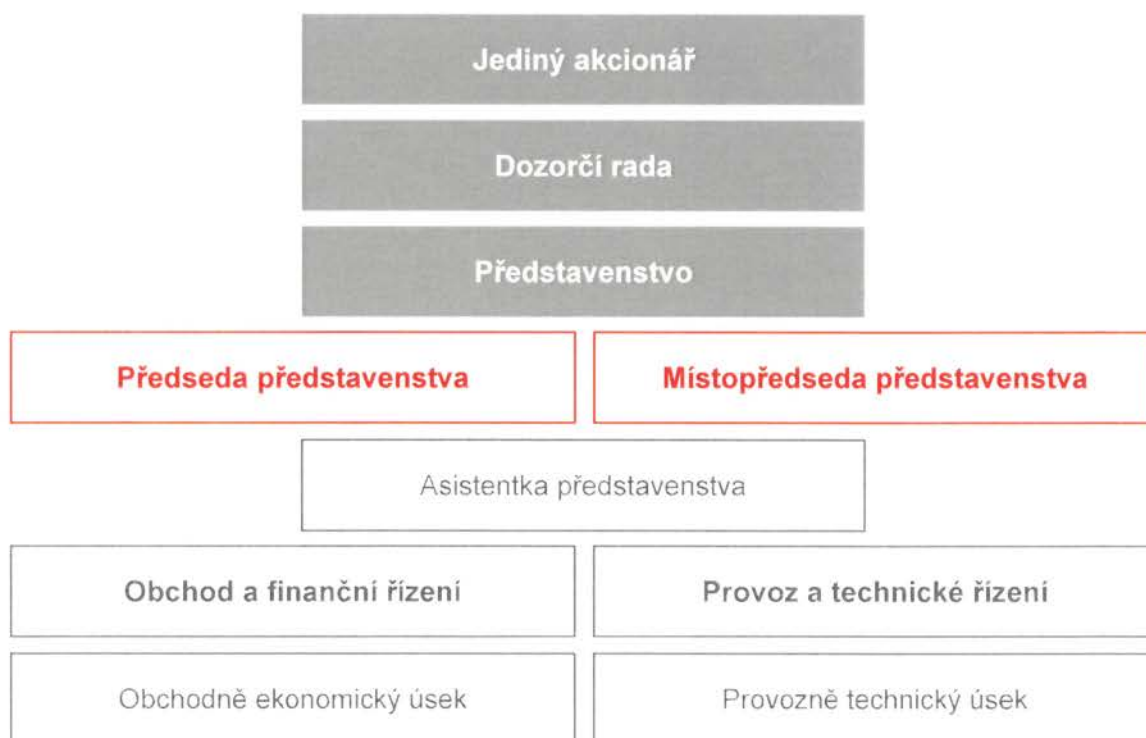 Jediný akcionář
Dozorčí rada
Představenstvo
Předseda představenstva
Místopředseda představenstva
Asistentka představenstva
Obchod a finanční řízení
Provoz a technické řízení
Obchodně ekonomický úsek
Provozně technický úsek